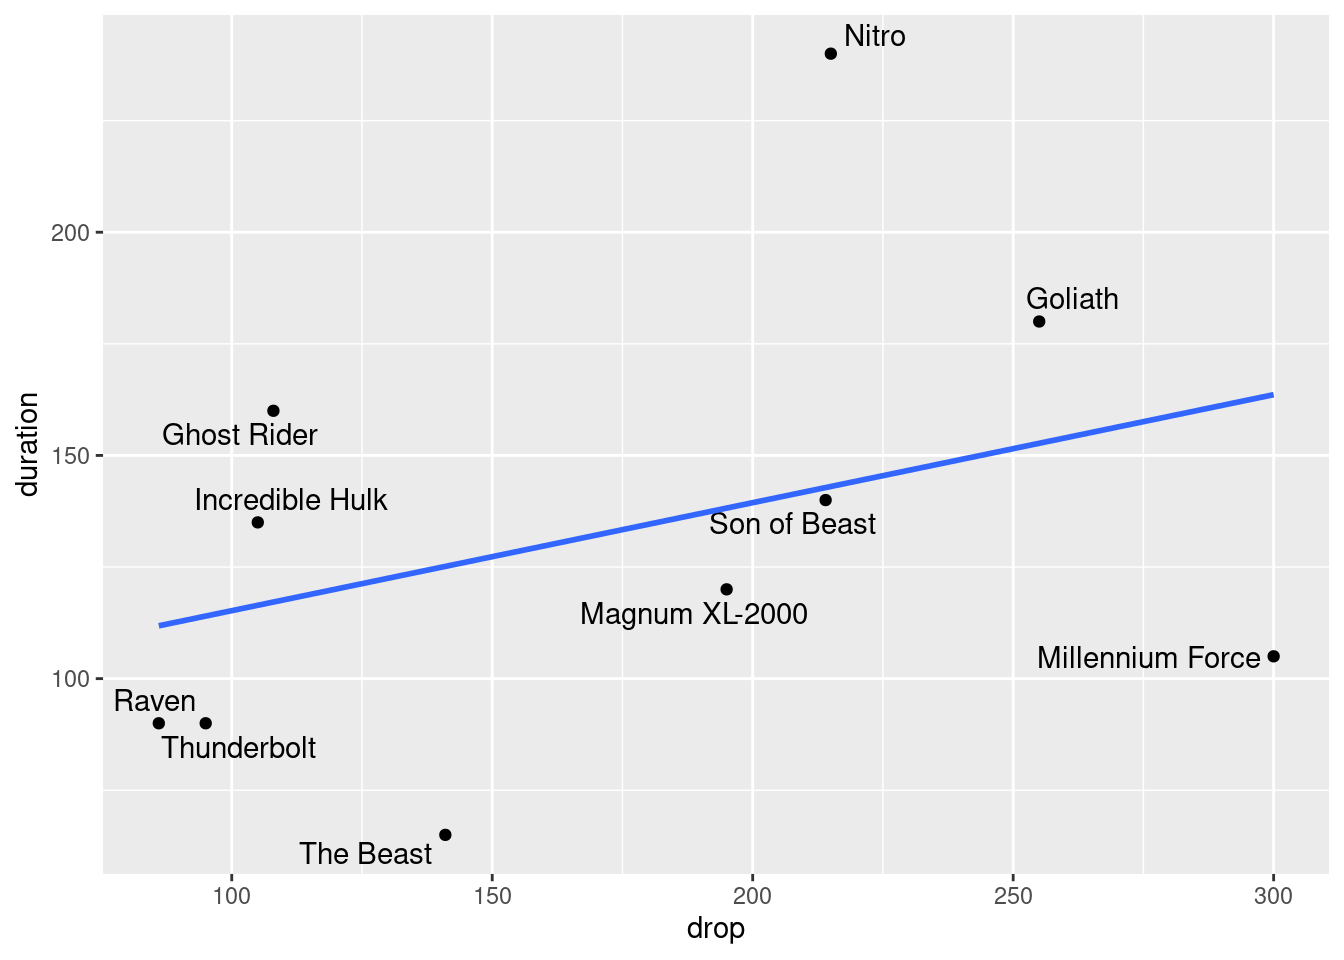 Nitro
200
Goliath
Ghost Rider
150
Incredible Hulk
Son of Beast
Magnum XL-2000
Millennium Force
100
Raven
Thunderbolt
The Beast
100 150 200 250 300
drop
duration